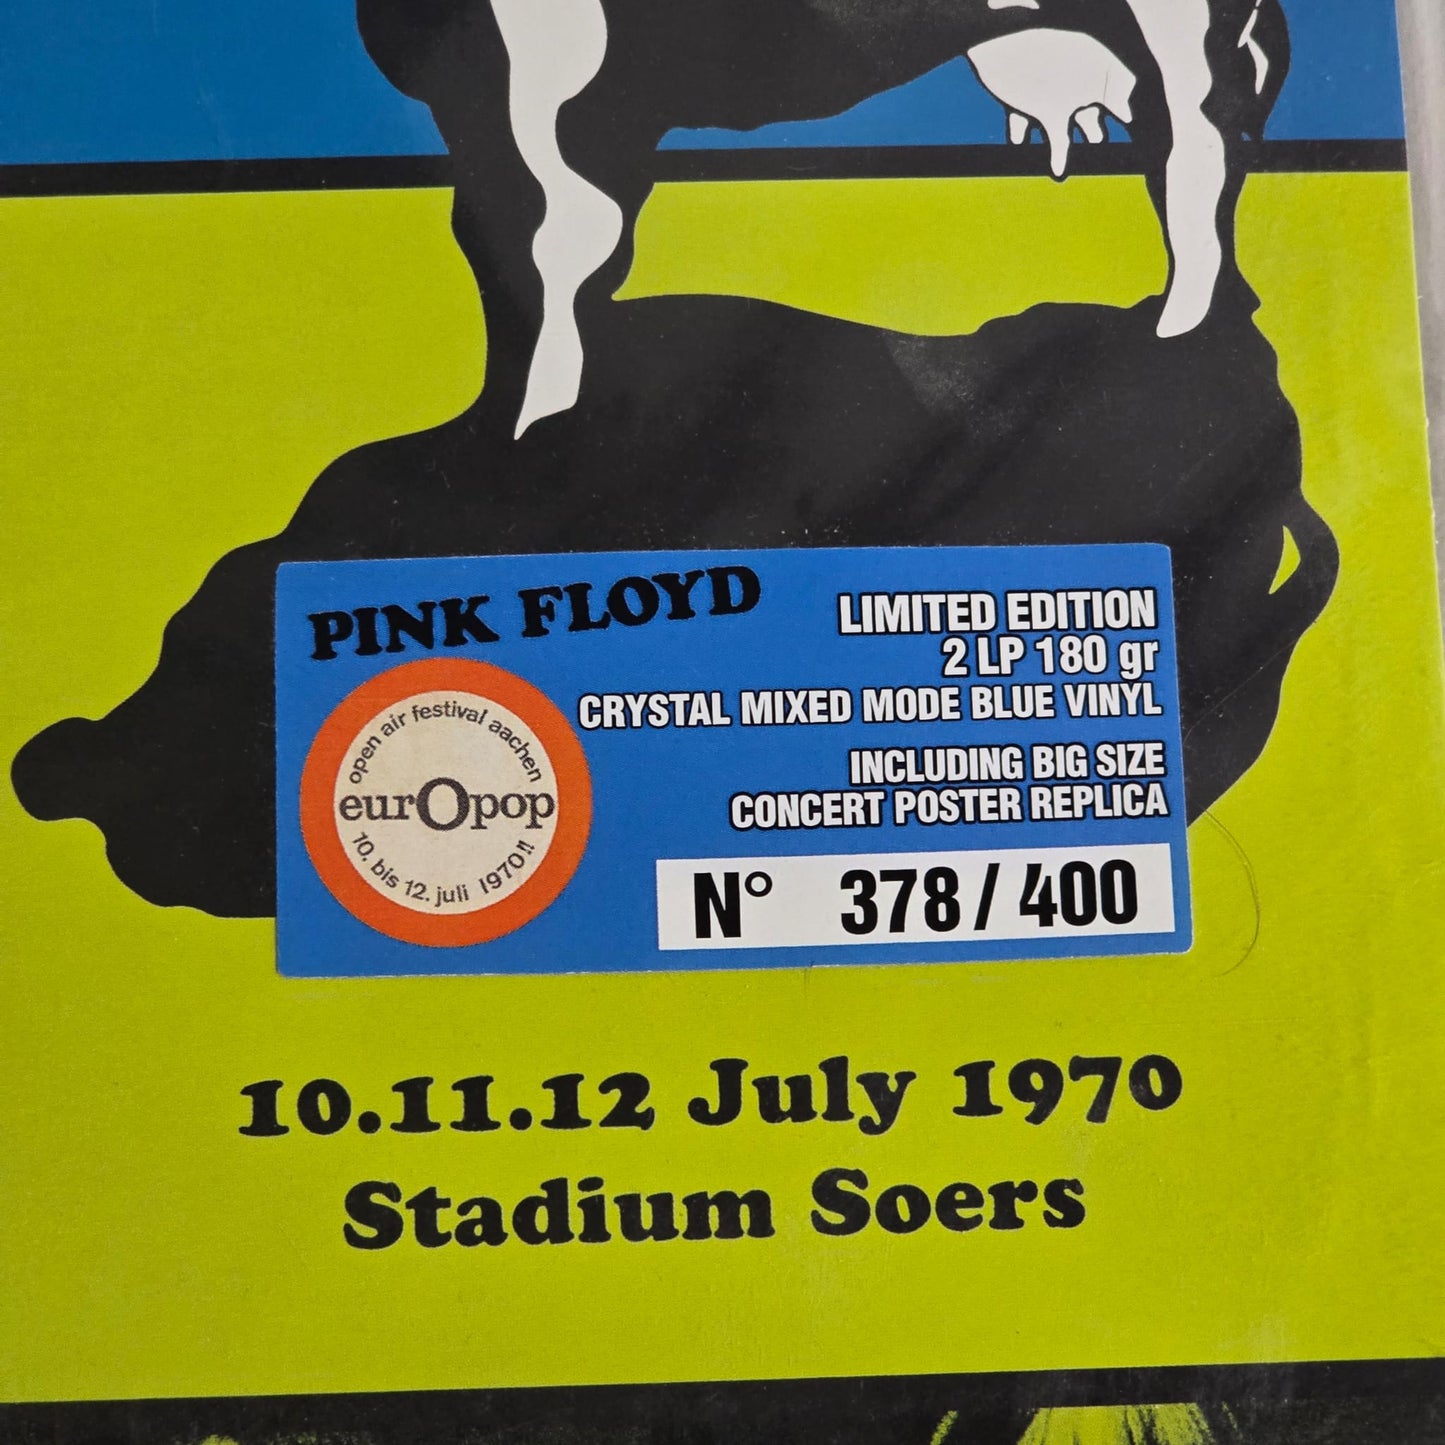 PINK FLOYD
LIMITED EDITION
2 LP 180 gr
CRYSTAL MIXED MODE BLUE VINYL
INCLUDING BIG SIZE
CONCERT POSTER REPLICA
N° 378 / 400
open air festival aachen
eurOpop
10. bis 12. juli 1970!!
10.11.12 July 1970
Stadium Soers